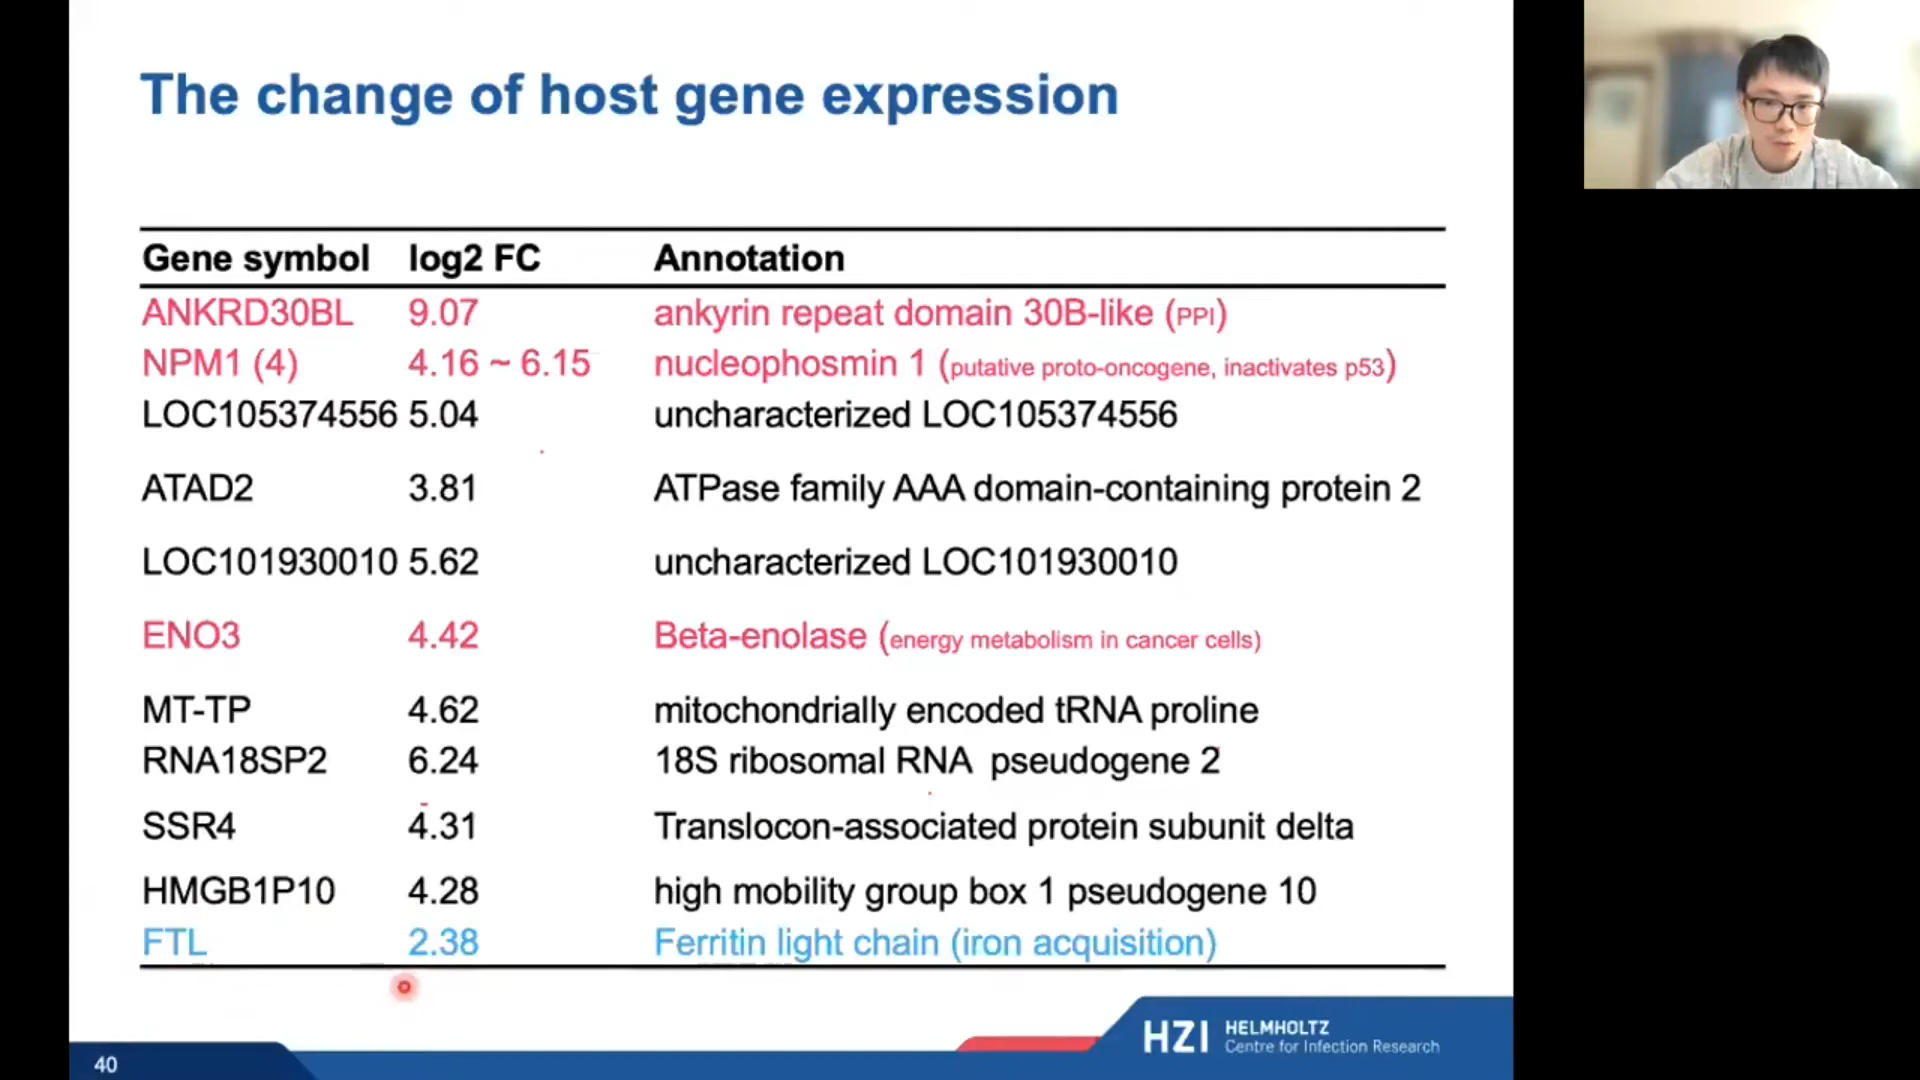 The change of host gene expression
Gene symbol log2 FC Annotation
ANKRD30BL 9.07 ankyrin repeat domain 30B-like (PPI)
NPM1 (4) 4.16 ~ 6.15 nucleophosmin 1 (putative proto-oncogene, inactivates p53)
LOC105374556 5.04 uncharacterized LOC105374556
ATAD2 3.81 ATPase family AAA domain-containing protein 2
LOC101930010 5.62 uncharacterized LOC101930010
ENO3 4.42 Beta-enolase (energy metabolism in cancer cells)
MT-TP 4.62 mitochondrially encoded tRNA proline
RNA18SP2 6.24 18S ribosomal RNA pseudogene 2
SSR4 4.31 Translocon-associated protein subunit delta
HMGB1P10 4.28 high mobility group box 1 pseudogene 10
FTL 2.38 Ferritin light chain (iron acquisition)
HZI HELMHOLTZ
Centre for Infection Research
40